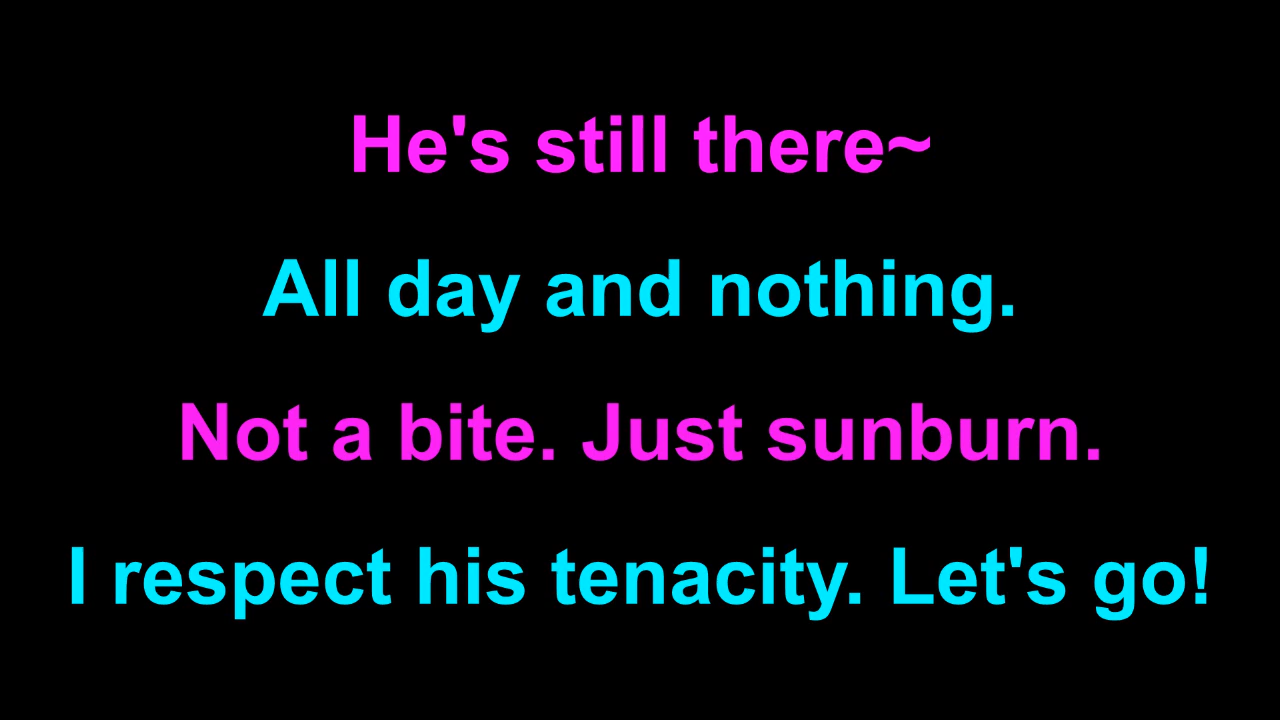 He's still there~
All day and nothing.
Not a bite. Just sunburn.
I respect his tenacity. Let's go!